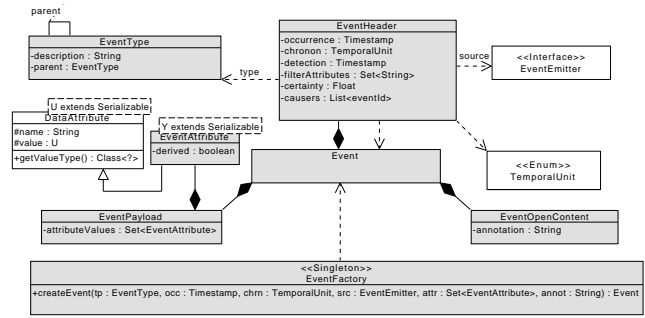 parent
EventType
-description : String
-parent : EventType
type
EventHeader
-occurrence : Timestamp
-chronon : TemporalUnit
-detection : Timestamp
-filterAttributes : Set<String>
-certainty : Float
-causers : List<eventId>
source
<<Interface>>
EventEmitter
U extends Serializable
DataAttribute
#name : String
#value : U
+getValueType() : Class<?>
Y extends Serializable
EventAttribute
-derived : boolean
Event
<<Enum>>
TemporalUnit
EventPayload
-attributeValues : Set<EventAttribute>
EventOpenContent
-annotation : String
<<Singleton>>
EventFactory
+createEvent(tp : EventType, occ : Timestamp, chrn : TemporalUnit, src : EventEmitter, attr : Set<EventAttribute>, annot : String) : Event